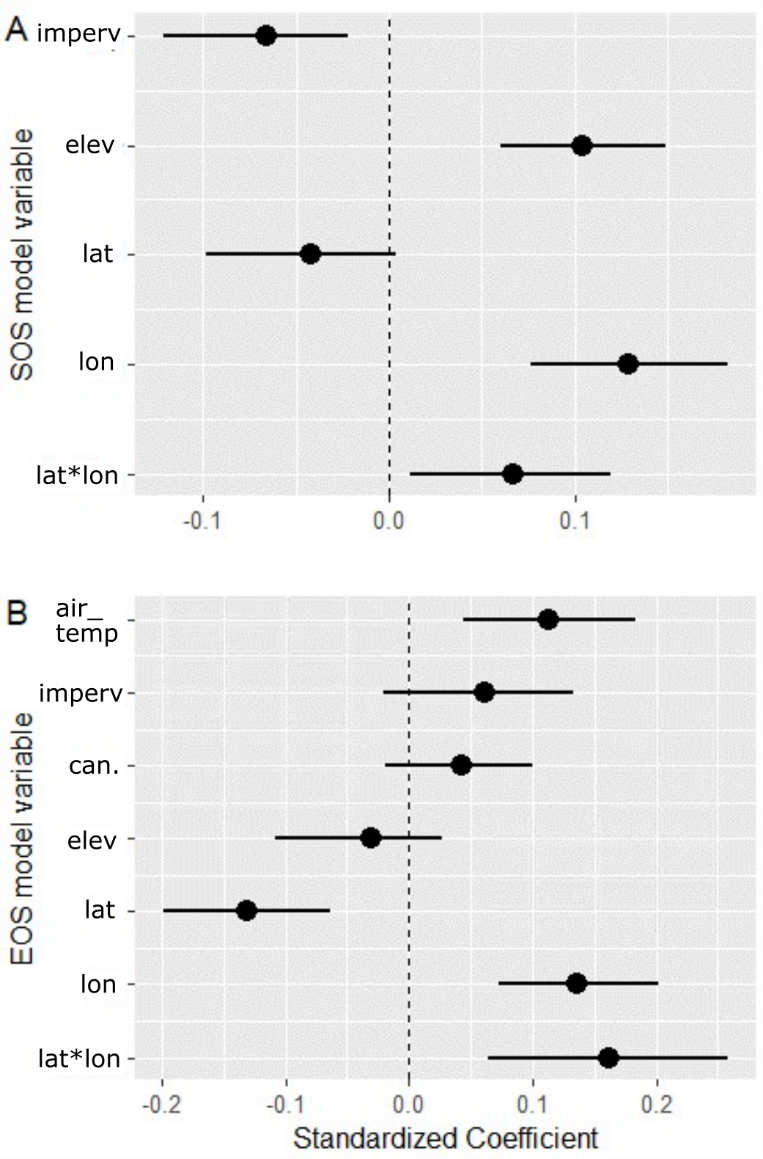 A
imperv
elev
lat
lon
lat*lon
SOS model variable
-0.1
0.0
0.1
B
air_
temp
imperv
can.
elev
lat
lon
lat*lon
EOS model variable
-0.2
-0.1
0.0
0.1
0.2
Standardized Coefficient